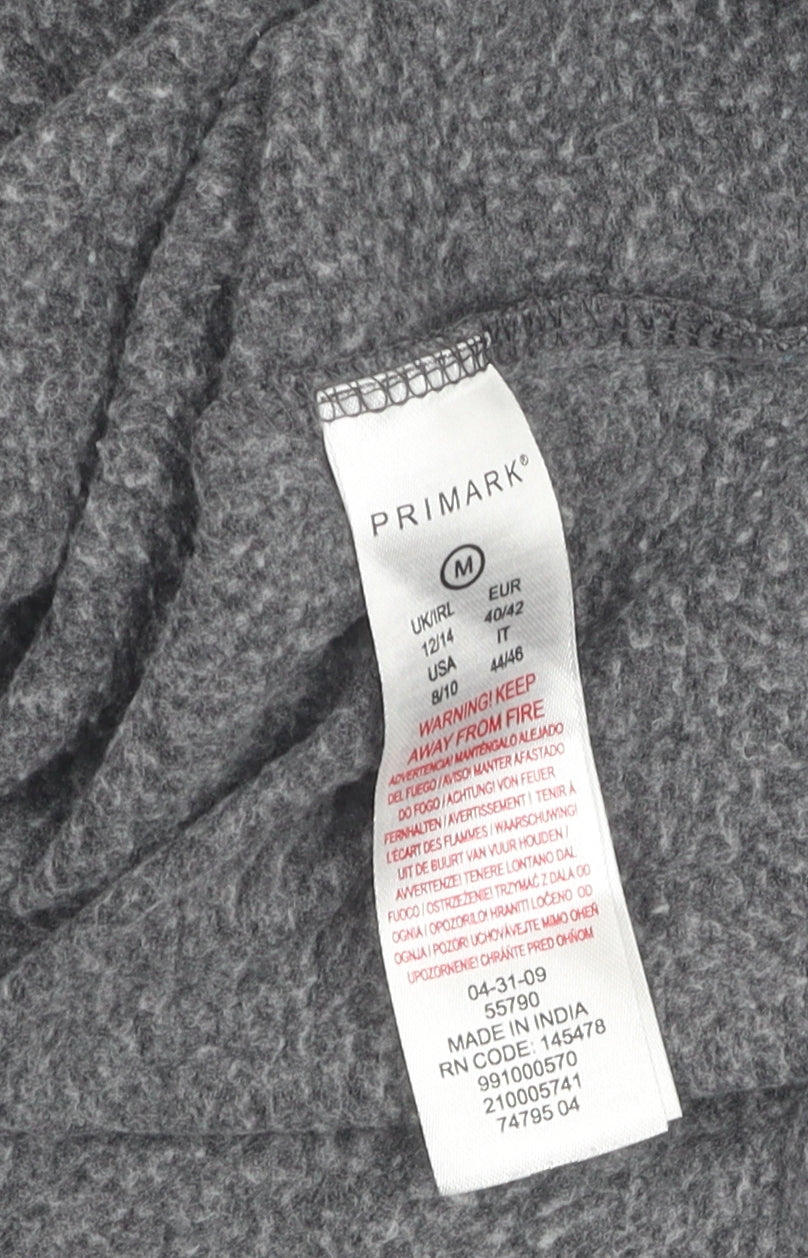 PRIMARK®
M
UK/IRL EUR
12/14 40/42
USA IT
8/10 44/46
WARNING! KEEP
AWAY FROM FIRE
ADVERTENCIA! MANTÉNGALO ALEJADO
DEL FUEGO / AVISO! MANTER AFASTADO
DO FOGO / ACHTUNG! VON FEUER
FERNHALTEN / AVERTISSEMENT ! TENIR À
L'ÉCART DES FLAMMES / WAARSCHUWING!
UIT DE BUURT VAN VUUR HOUDEN /
AVVERTENZE! TENERE LONTANO DAL
FUOCO / OSTRZEŻENIE! TRZYMAĆ Z DALA OD
OGNIA / OPOZORILO! HRANITI LOČENO OD
OGNJA / POZOR! UCHOVÁVEJTE MIMO OHEŇ
UPOZORNENIE! CHRÁŇTE PRED OHŇOM
04-31-09
55790
MADE IN INDIA
RN CODE: 145478
991000570
210005741
74795 04